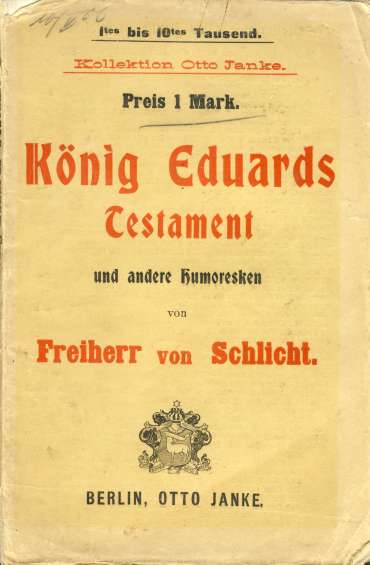 1tes bis 10tes Tausend.
Kollektion Otto Janke.
Preis 1 Mark.
König Eduards
Testament
und andere Humoresken
von
Freiherr von Schlicht.
BERLIN, OTTO JANKE.